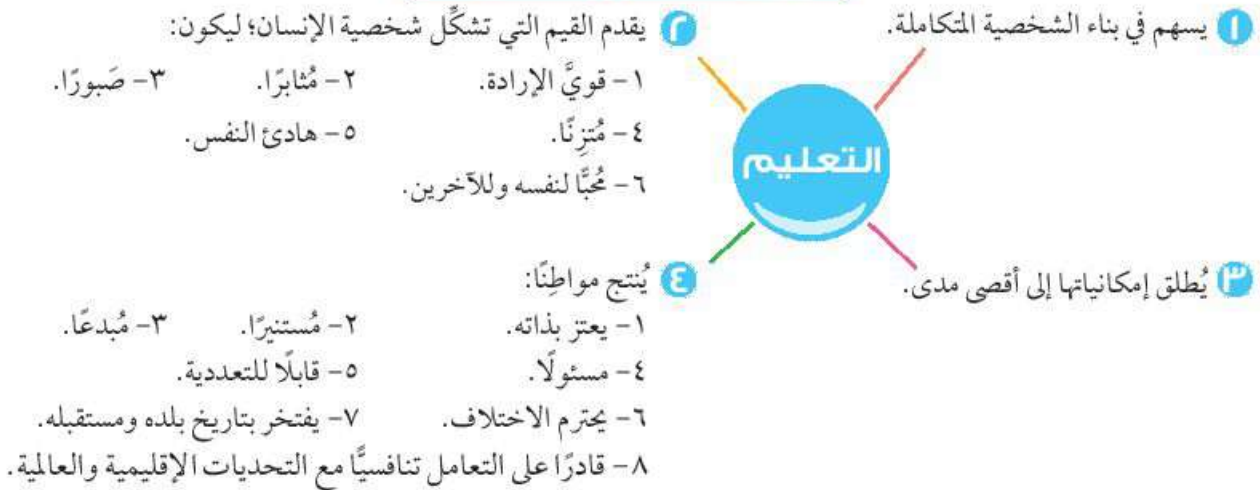 ١ يسهم في بناء الشخصية المتكاملة.
٢ يقدم القيم التي تشكِّل شخصية الإنسان؛ ليكون:
١- قويَّ الإرادة. ٢- مُثابرًا. ٣- صَبورًا.
٤- مُتزِنًا. ٥- هادئ النفس.
٦- مُحبًّا لنفسه وللآخرين.
التعليم
٣ يُطلق إمكانياتها إلى أقصى مدى.
٤ يُنتج مواطِنًا:
١- يعتز بذاته. ٢- مُستنيرًا. ٣- مُبدعًا.
٤- مسئولًا. ٥- قابلًا للتعددية.
٦- يحترم الاختلاف. ٧- يفتخر بتاريخ بلده ومستقبله.
٨- قادرًا على التعامل تنافسيًّا مع التحديات الإقليمية والعالمية.